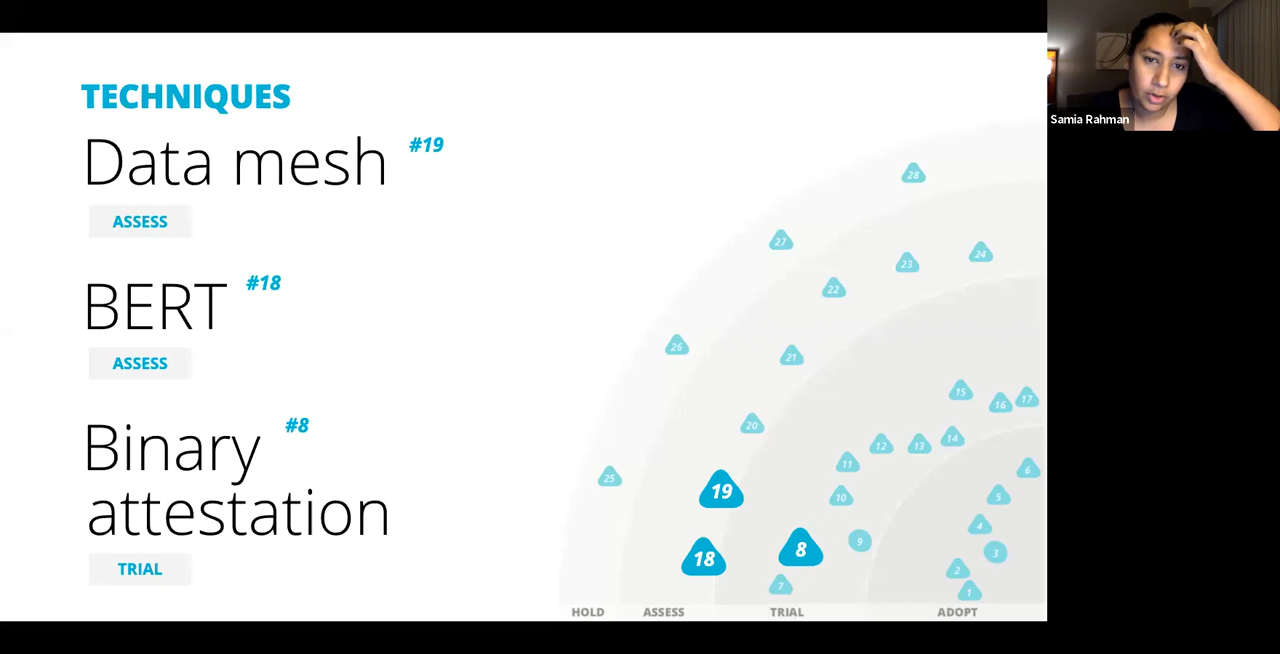 TECHNIQUES
Data mesh #19
ASSESS
BERT #18
ASSESS
Binary #8
attestation
TRIAL
28
27
24
23
22
26
21
15
17
16
20
14
12
13
11
6
25
19
10
5
4
9
8
3
18
2
7
1
HOLD ASSESS TRIAL ADOPT
Samia Rahman